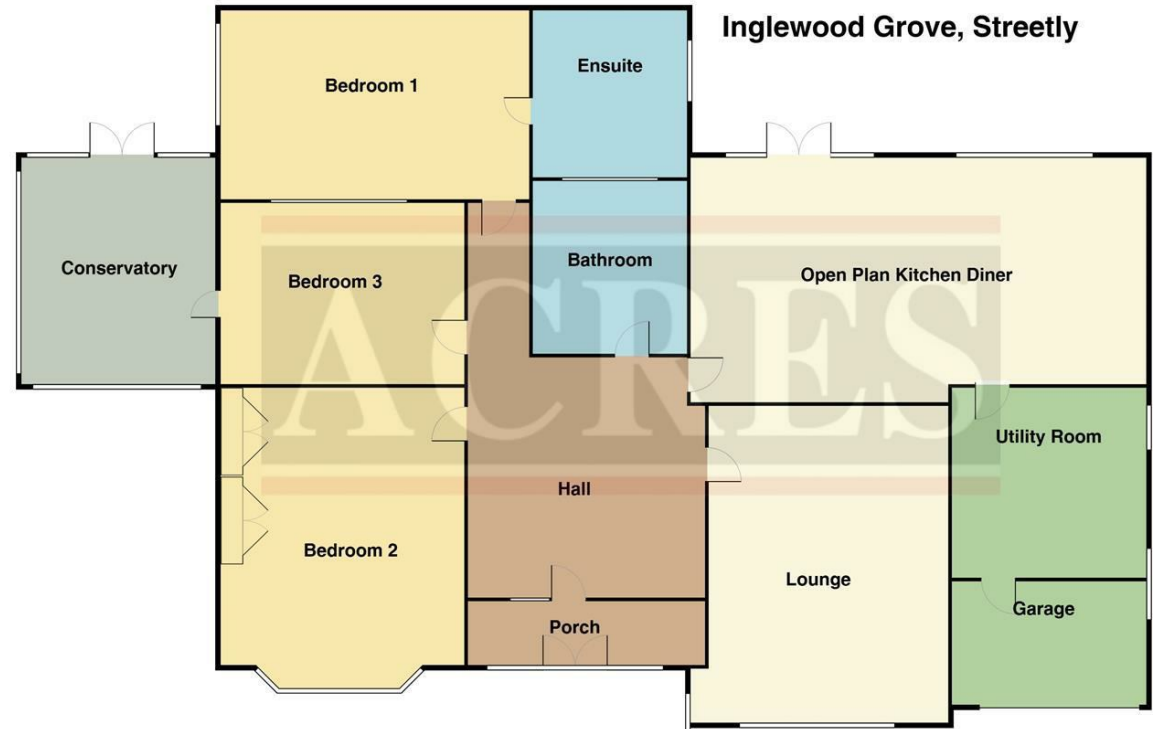 Inglewood Grove, Streetly
Ensuite
Bedroom 1
Bathroom
Conservatory
Bedroom 3
Open Plan Kitchen Diner
ACRES
Utility Room
Hall
Bedroom 2
Lounge
Garage
Porch